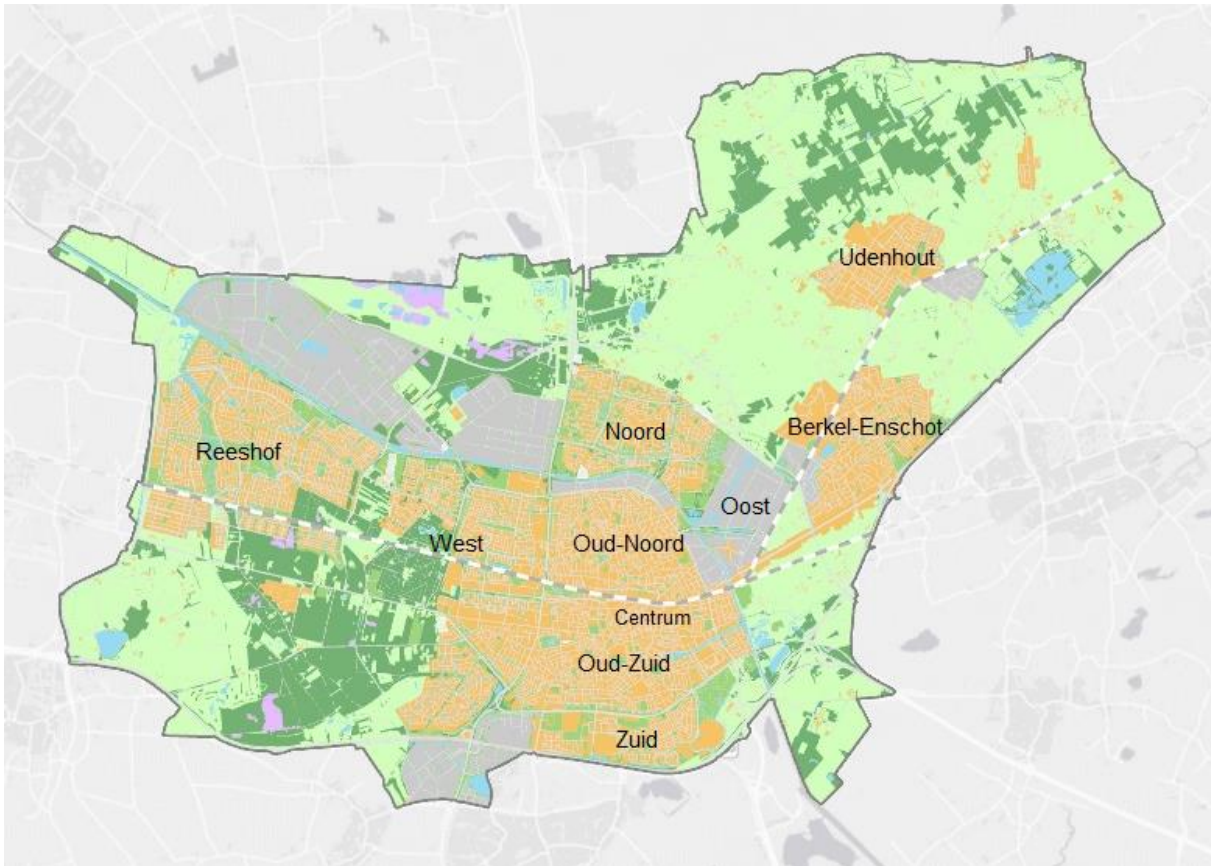 Udenhout
Berkel-Enschot
Noord
Reeshof
Oost
West
Oud-Noord
Centrum
Oud-Zuid
Zuid